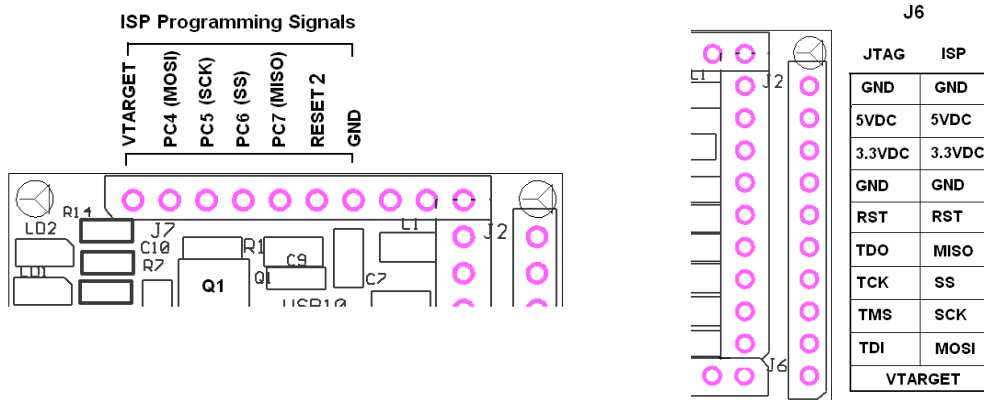 ISP Programming Signals
VTARGET
PC4 (MOSI)
PC5 (SCK)
PC6 (SS)
PC7 (MISO)
RESET 2
GND
R14
J7
LD2
C10
R1
C9
L1
J2
R7
Q1
Q1
C7
J6
JTAG ISP
GND GND
5VDC 5VDC
3.3VDC 3.3VDC
GND GND
RST RST
TDO MISO
TCK SS
TMS SCK
TDI MOSI
VTARGET
L1
J2
J6